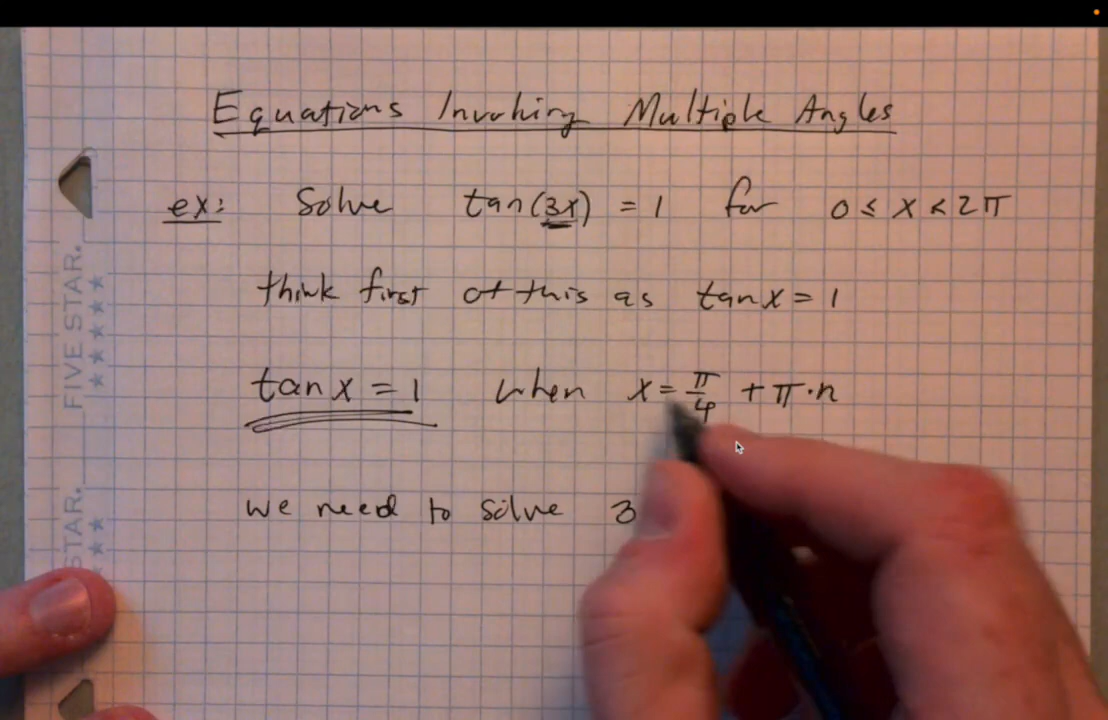 Equations Involving Multiple Angles
ex: Solve tan(3x) = 1 for 0 ≤ x < 2π
think first of this as tan x = 1
tan x = 1 when x = π/4 + π·n
we need to solve 3
FIVE STAR.
STAR.